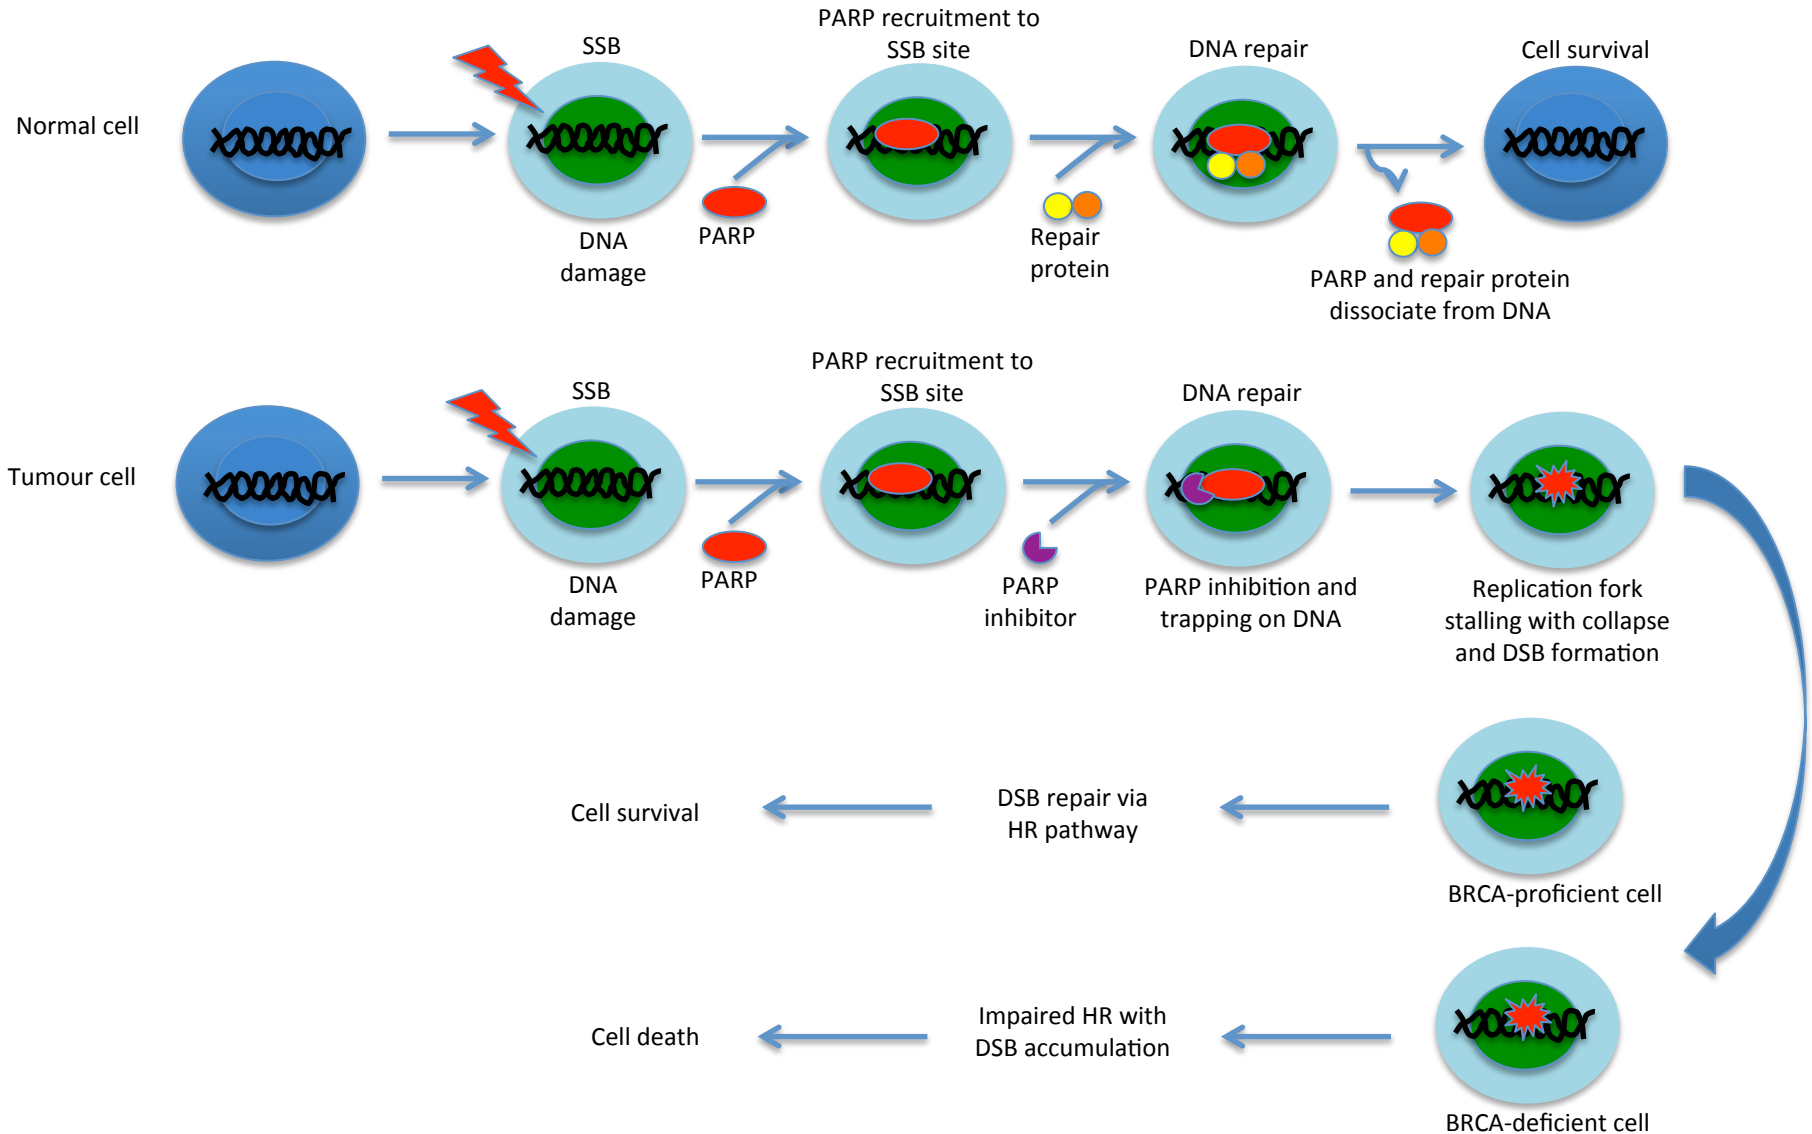 Normal cell
SSB
DNA
damage
PARP
PARP recruitment to
SSB site
Repair
protein
DNA repair
PARP and repair protein
dissociate from DNA
Cell survival
Tumour cell
SSB
DNA
damage
PARP
PARP recruitment to
SSB site
PARP
inhibitor
DNA repair
PARP inhibition and
trapping on DNA
Replication fork
stalling with collapse
and DSB formation
BRCA-proficient cell
DSB repair via
HR pathway
Cell survival
BRCA-deficient cell
Impaired HR with
DSB accumulation
Cell death